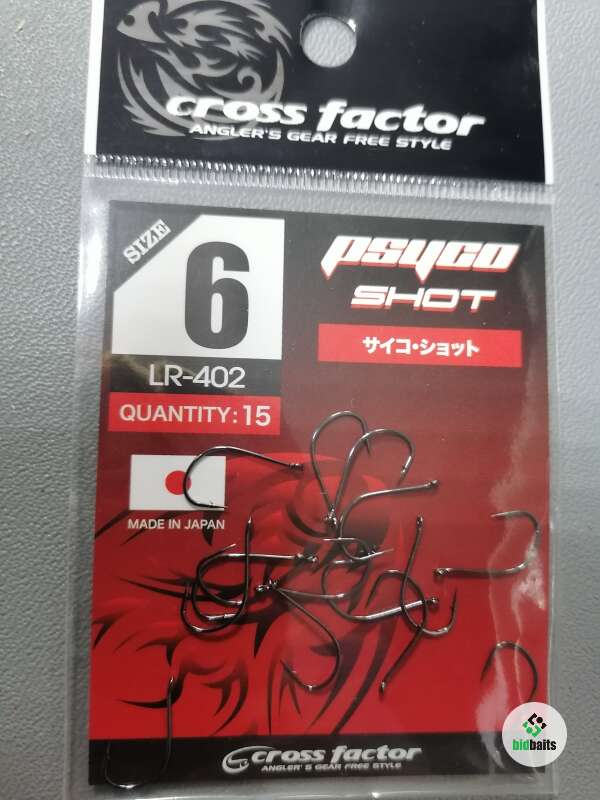 cross factor
ANGLER'S GEAR FREE STYLE
SIZE
6
LR-402
QUANTITY: 15
MADE IN JAPAN
PSYCO
SHOT
サイコ・ショット
cross factor
ANGLER'S GEAR FREE STYLE
bidbaits